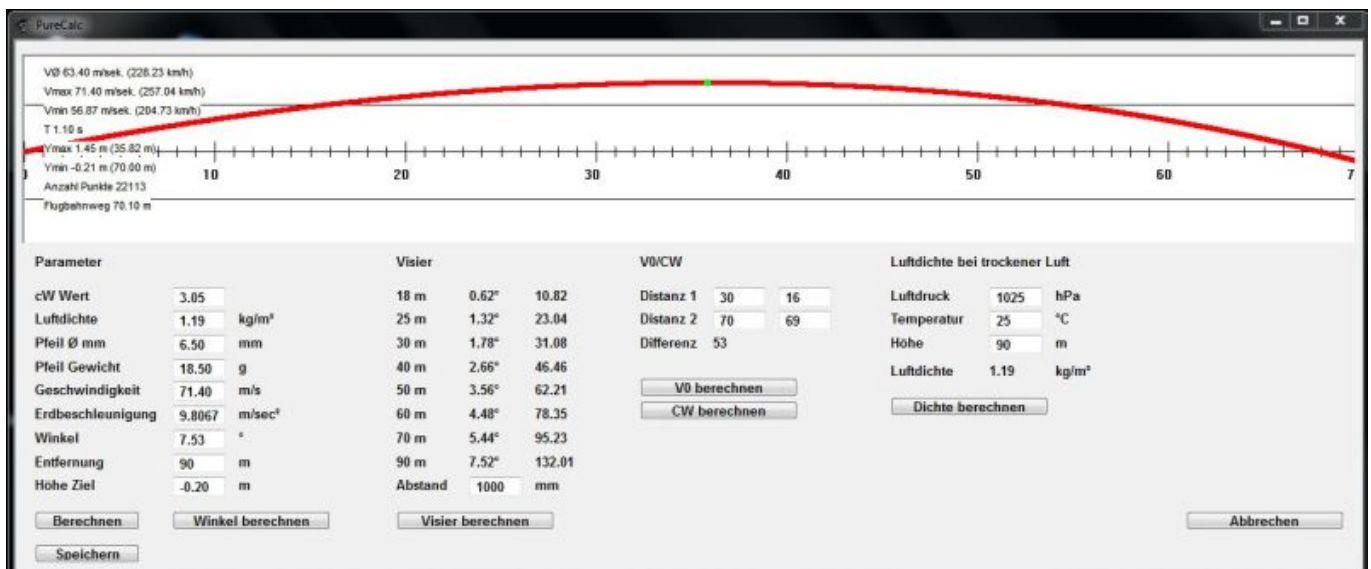 PureCalc
VØ 63.40 m/sek. (228.23 km/h)
Vmax 71.40 m/sek. (257.04 km/h)
Vmin 56.87 m/sek. (204.73 km/h)
T 1.10 s
Ymax 1.45 m (35.82 m)
Ymin -0.21 m (70.00 m)
10 20 30 40 50 60 7
Anzahl Punkte 22113
Flugbahnweg 70.10 m
Parameter Visier V0/CW Luftdichte bei trockener Luft
cW Wert 3.05 18 m 0.62° 10.82 Distanz 1 30 16 Luftdruck 1025 hPa
Luftdichte 1.19 kg/m³ 25 m 1.32° 23.04 Distanz 2 70 69 Temperatur 25 °C
Pfeil Ø mm 6.50 mm 30 m 1.78° 31.08 Differenz 53 Höhe 90 m
Pfeil Gewicht 18.50 g 40 m 2.66° 46.46 Luftdichte 1.19 kg/m³
Geschwindigkeit 71.40 m/s 50 m 3.56° 62.21 V0 berechnen
Erdbeschleunigung 9.8067 m/sec² 60 m 4.48° 78.35 CW berechnen Dichte berechnen
Winkel 7.53 ° 70 m 5.44° 95.23
Entfernung 90 m 90 m 7.52° 132.01
Höhe Ziel -0.20 m Abstand 1000 mm
Berechnen Winkel berechnen Visier berechnen Abbrechen
Speichern